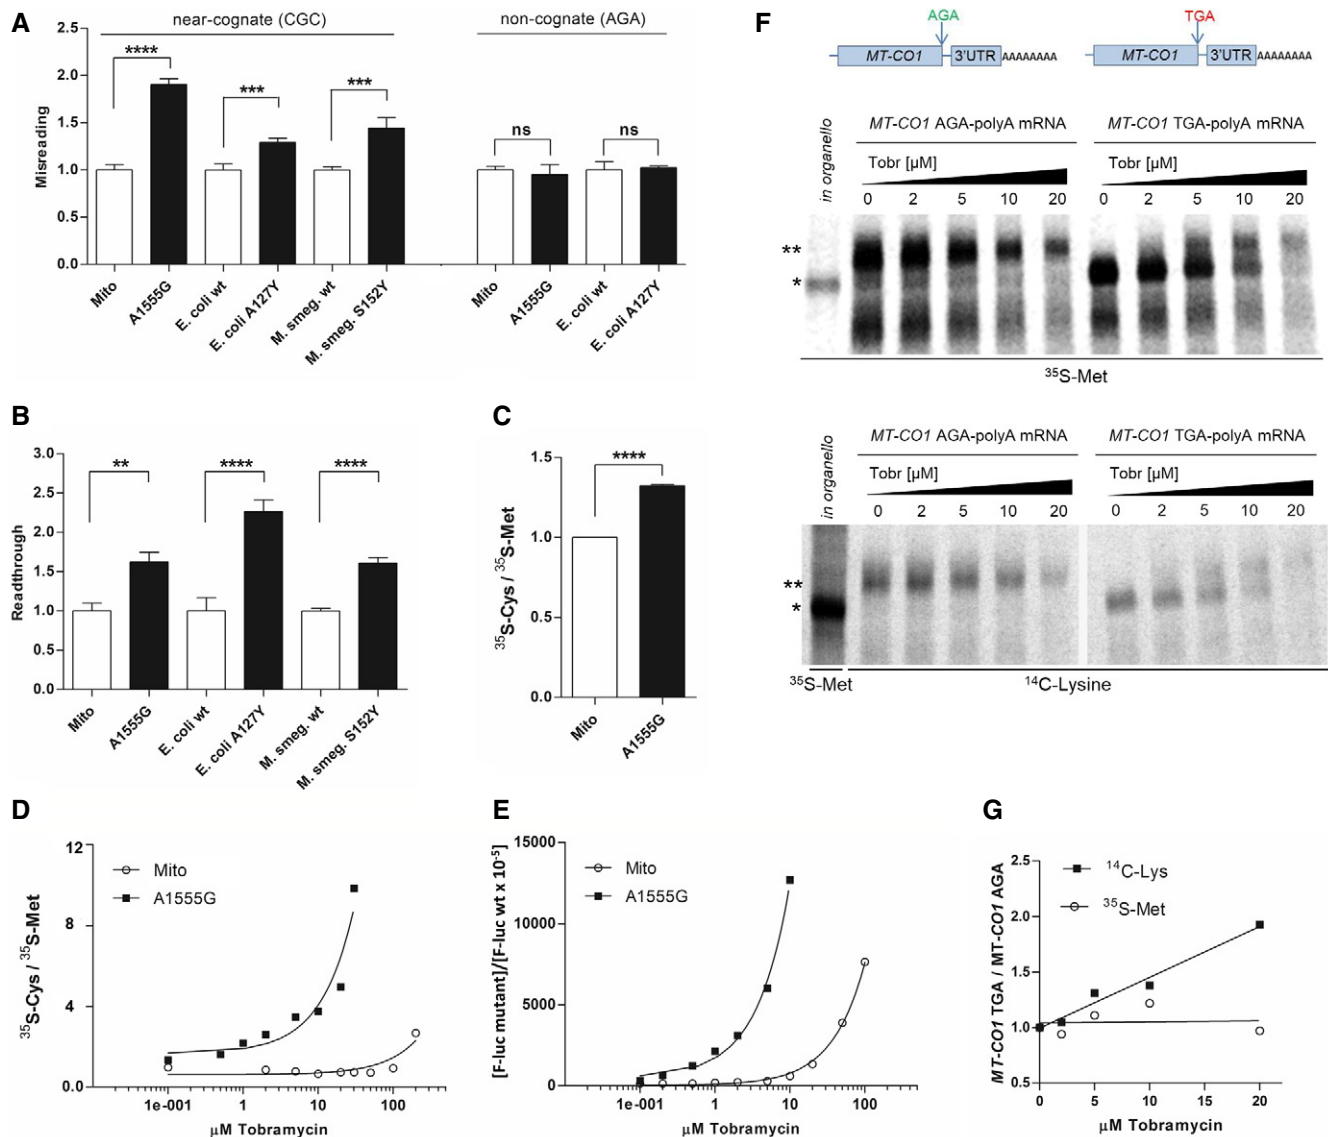 A
near-cognate (CGC)
non-cognate (AGA)
Misreading
2.5
2.0
1.5
1.0
0.5
0.0
****
***
***
ns
ns
Mito
A1555G
E. coli wt
E. coli A127Y
M. smeg. wt
M. smeg. S152Y
Mito
A1555G
E. coli wt
E. coli A127Y
B
Readthrough
3.0
2.5
2.0
1.5
1.0
0.5
0.0
**
****
****
Mito
A1555G
E. coli wt
E. coli A127Y
M. smeg. wt
M. smeg. S152Y
C
35S-Cys / 35S-Met
1.5
1.0
0.5
0.0
****
Mito
A1555G
D
35S-Cys / 35S-Met
12
8
4
0.0
Mito
A1555G
1e-001
1
10
100
µM Tobramycin
E
[F-luc mutant]/[F-luc wt x 10-5]
15000
10000
5000
0
Mito
A1555G
1e-001
1
10
100
µM Tobramycin
F
AGA
TGA
MT-CO1
3'UTR
AAAAAAAA
MT-CO1
3'UTR
AAAAAAAA
in organello
MT-CO1 AGA-polyA mRNA
MT-CO1 TGA-polyA mRNA
Tobr [µM]
Tobr [µM]
0 2 5 10 20
0 2 5 10 20
**
*
35S-Met
in organello
MT-CO1 AGA-polyA mRNA
MT-CO1 TGA-polyA mRNA
Tobr [µM]
Tobr [µM]
0 2 5 10 20
0 2 5 10 20
**
*
35S-Met
14C-Lysine
G
MT-CO1 TGA / MT-CO1 AGA
2.5
2.0
1.5
1.0
0.5
14C-Lys
35S-Met
0
5
10
15
20
µM Tobramycin